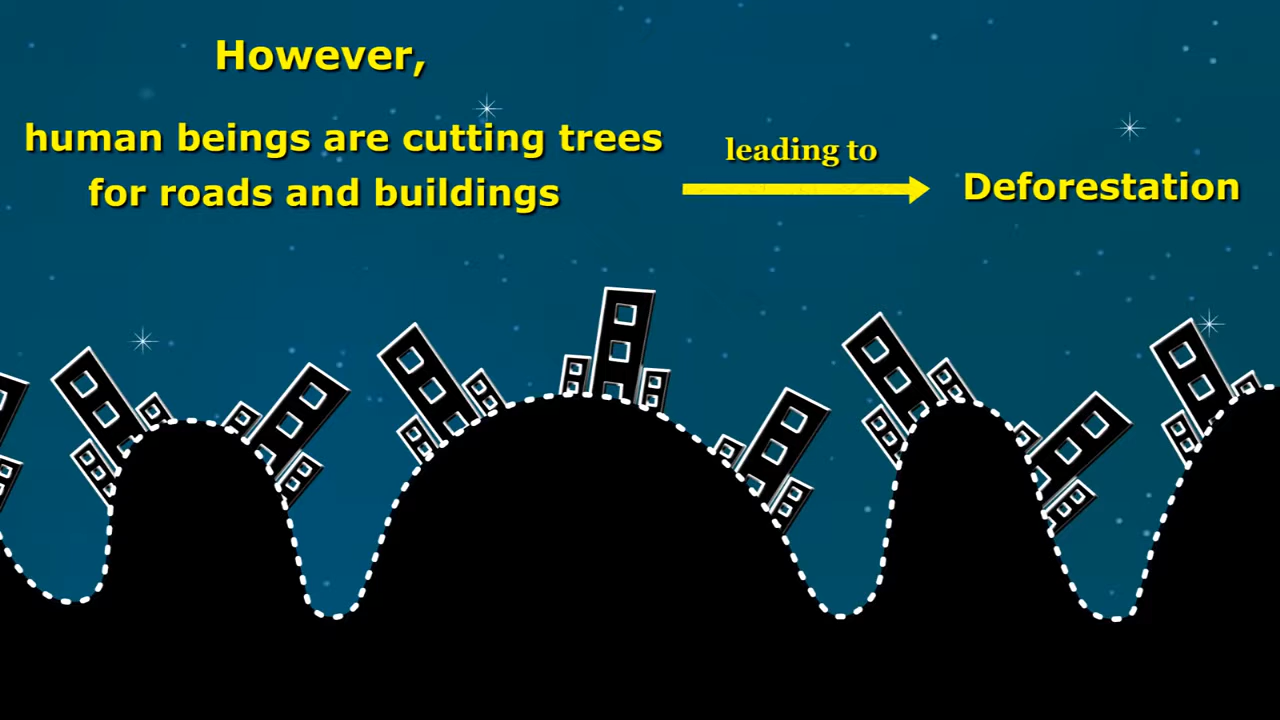 However,
human beings are cutting trees
for roads and buildings
leading to
Deforestation